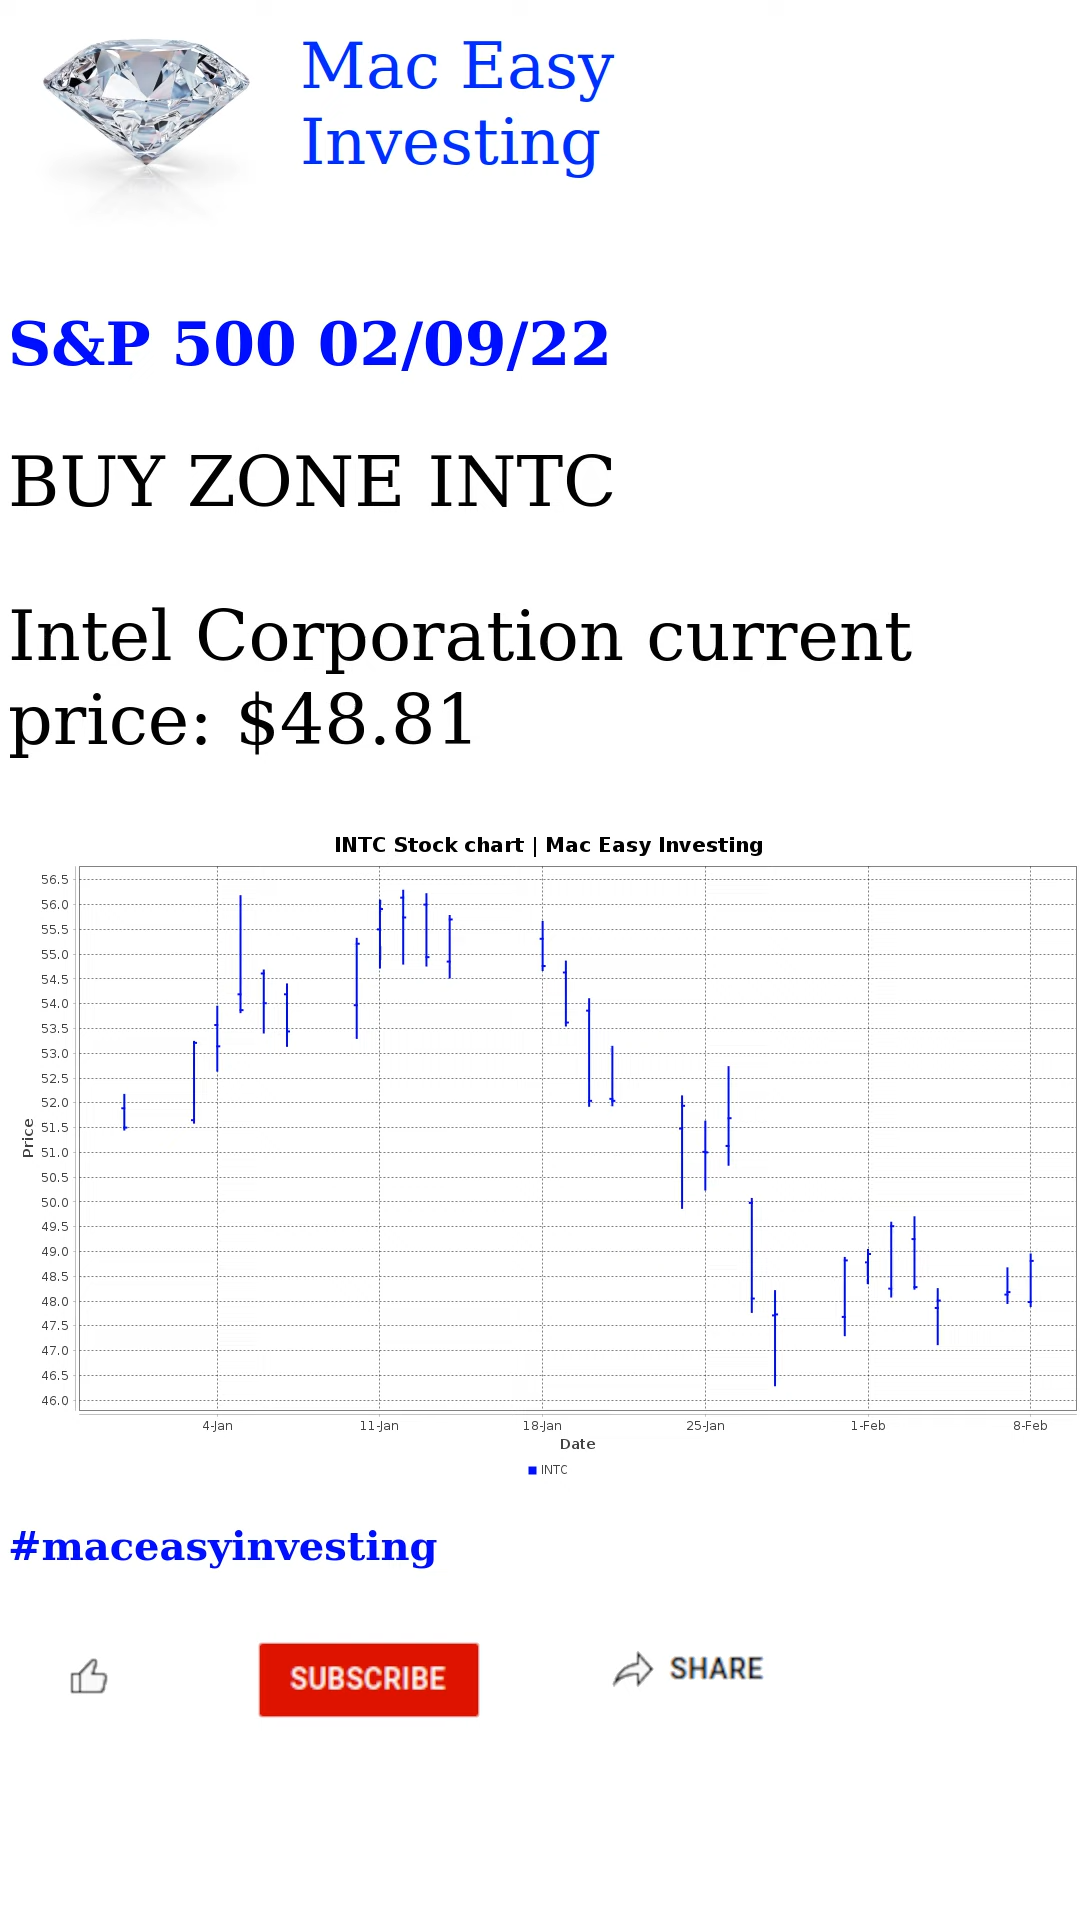 Mac Easy
Investing
S&P 500 02/09/22
BUY ZONE INTC
Intel Corporation current
price: $48.81
INTC Stock chart | Mac Easy Investing
56.5
56.0
55.5
55.0
54.5
54.0
53.5
53.0
52.5
52.0
51.5
51.0
50.5
50.0
49.5
49.0
48.5
48.0
47.5
47.0
46.5
46.0
Price
4-Jan 11-Jan 18-Jan 25-Jan 1-Feb 8-Feb
Date
INTC
#maceasyinvesting
SUBSCRIBE SHARE